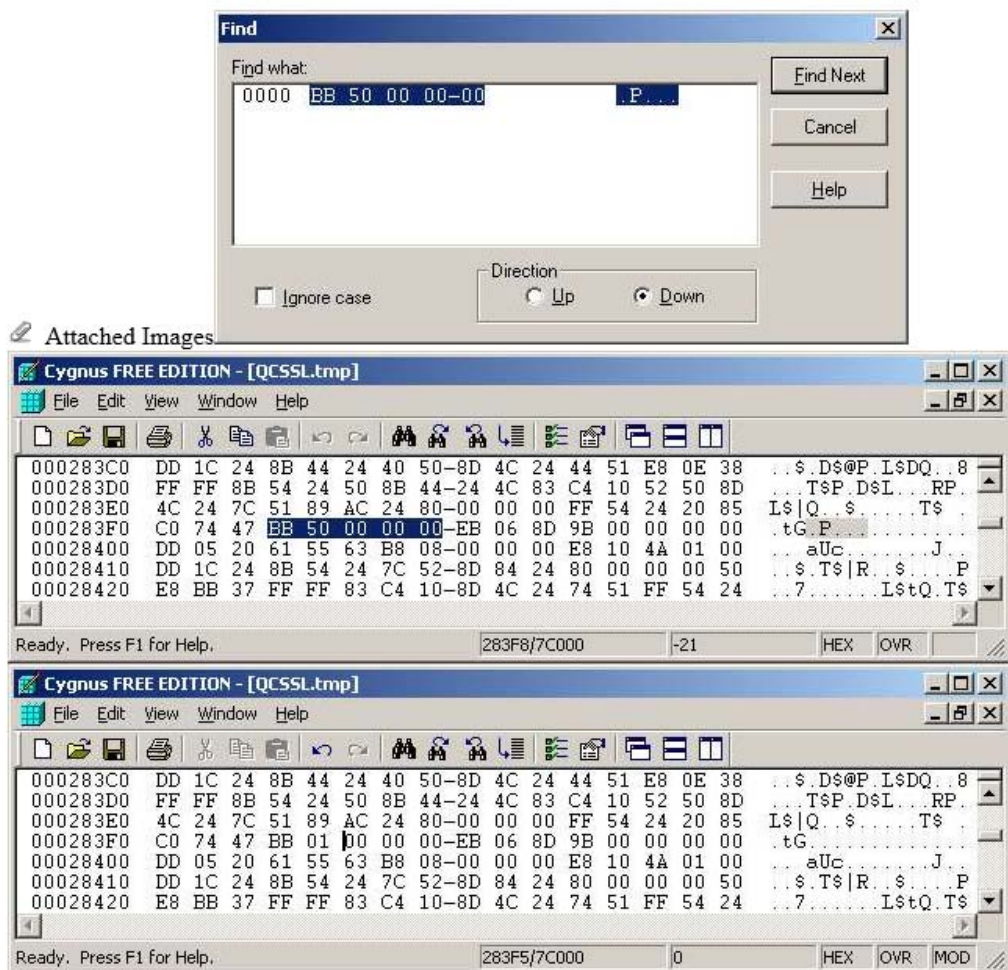 Find
Find what:
0000 BB 50 00 00-00 .P...
Find Next
Cancel
Help
Ignore case
Direction
Up
Down
Attached Images
Cygnus FREE EDITION - [QCSSL.tmp]
File Edit View Window Help
000283C0 DD 1C 24 8B 44 24 40 50-8D 4C 24 44 51 E8 0E 38 ..$.D$@P.L$DQ..8
000283D0 FF FF 8B 54 24 50 8B 44-24 4C 83 C4 10 52 50 8D ...T$P.D$L...RP.
000283E0 4C 24 7C 51 89 AC 24 80-00 00 00 FF 54 24 20 85 L$|Q..$.....T$ .
000283F0 C0 74 47 BB 50 00 00 00-EB 06 8D 9B 00 00 00 00 .tG.P...........
00028400 DD 05 20 61 55 63 B8 08-00 00 00 E8 10 4A 01 00 .. aUc.......J..
00028410 DD 1C 24 8B 54 24 7C 52-8D 84 24 80 00 00 00 50 ..$.T$|R..$....P
00028420 E8 BB 37 FF FF 83 C4 10-8D 4C 24 74 51 FF 54 24 ..7......L$tQ.T$
Ready. Press F1 for Help. 283F8/7C000 -21 HEX OVR
Cygnus FREE EDITION - [QCSSL.tmp]
File Edit View Window Help
000283C0 DD 1C 24 8B 44 24 40 50-8D 4C 24 44 51 E8 0E 38 ..$.D$@P.L$DQ..8
000283D0 FF FF 8B 54 24 50 8B 44-24 4C 83 C4 10 52 50 8D ...T$P.D$L...RP.
000283E0 4C 24 7C 51 89 AC 24 80-00 00 00 FF 54 24 20 85 L$|Q..$.....T$ .
000283F0 C0 74 47 BB 01 00 00 00-EB 06 8D 9B 00 00 00 00 .tG.............
00028400 DD 05 20 61 55 63 B8 08-00 00 00 E8 10 4A 01 00 .. aUc.......J..
00028410 DD 1C 24 8B 54 24 7C 52-8D 84 24 80 00 00 00 50 ..$.T$|R..$....P
00028420 E8 BB 37 FF FF 83 C4 10-8D 4C 24 74 51 FF 54 24 ..7......L$tQ.T$
Ready. Press F1 for Help. 283F5/7C000 0 HEX OVR MOD